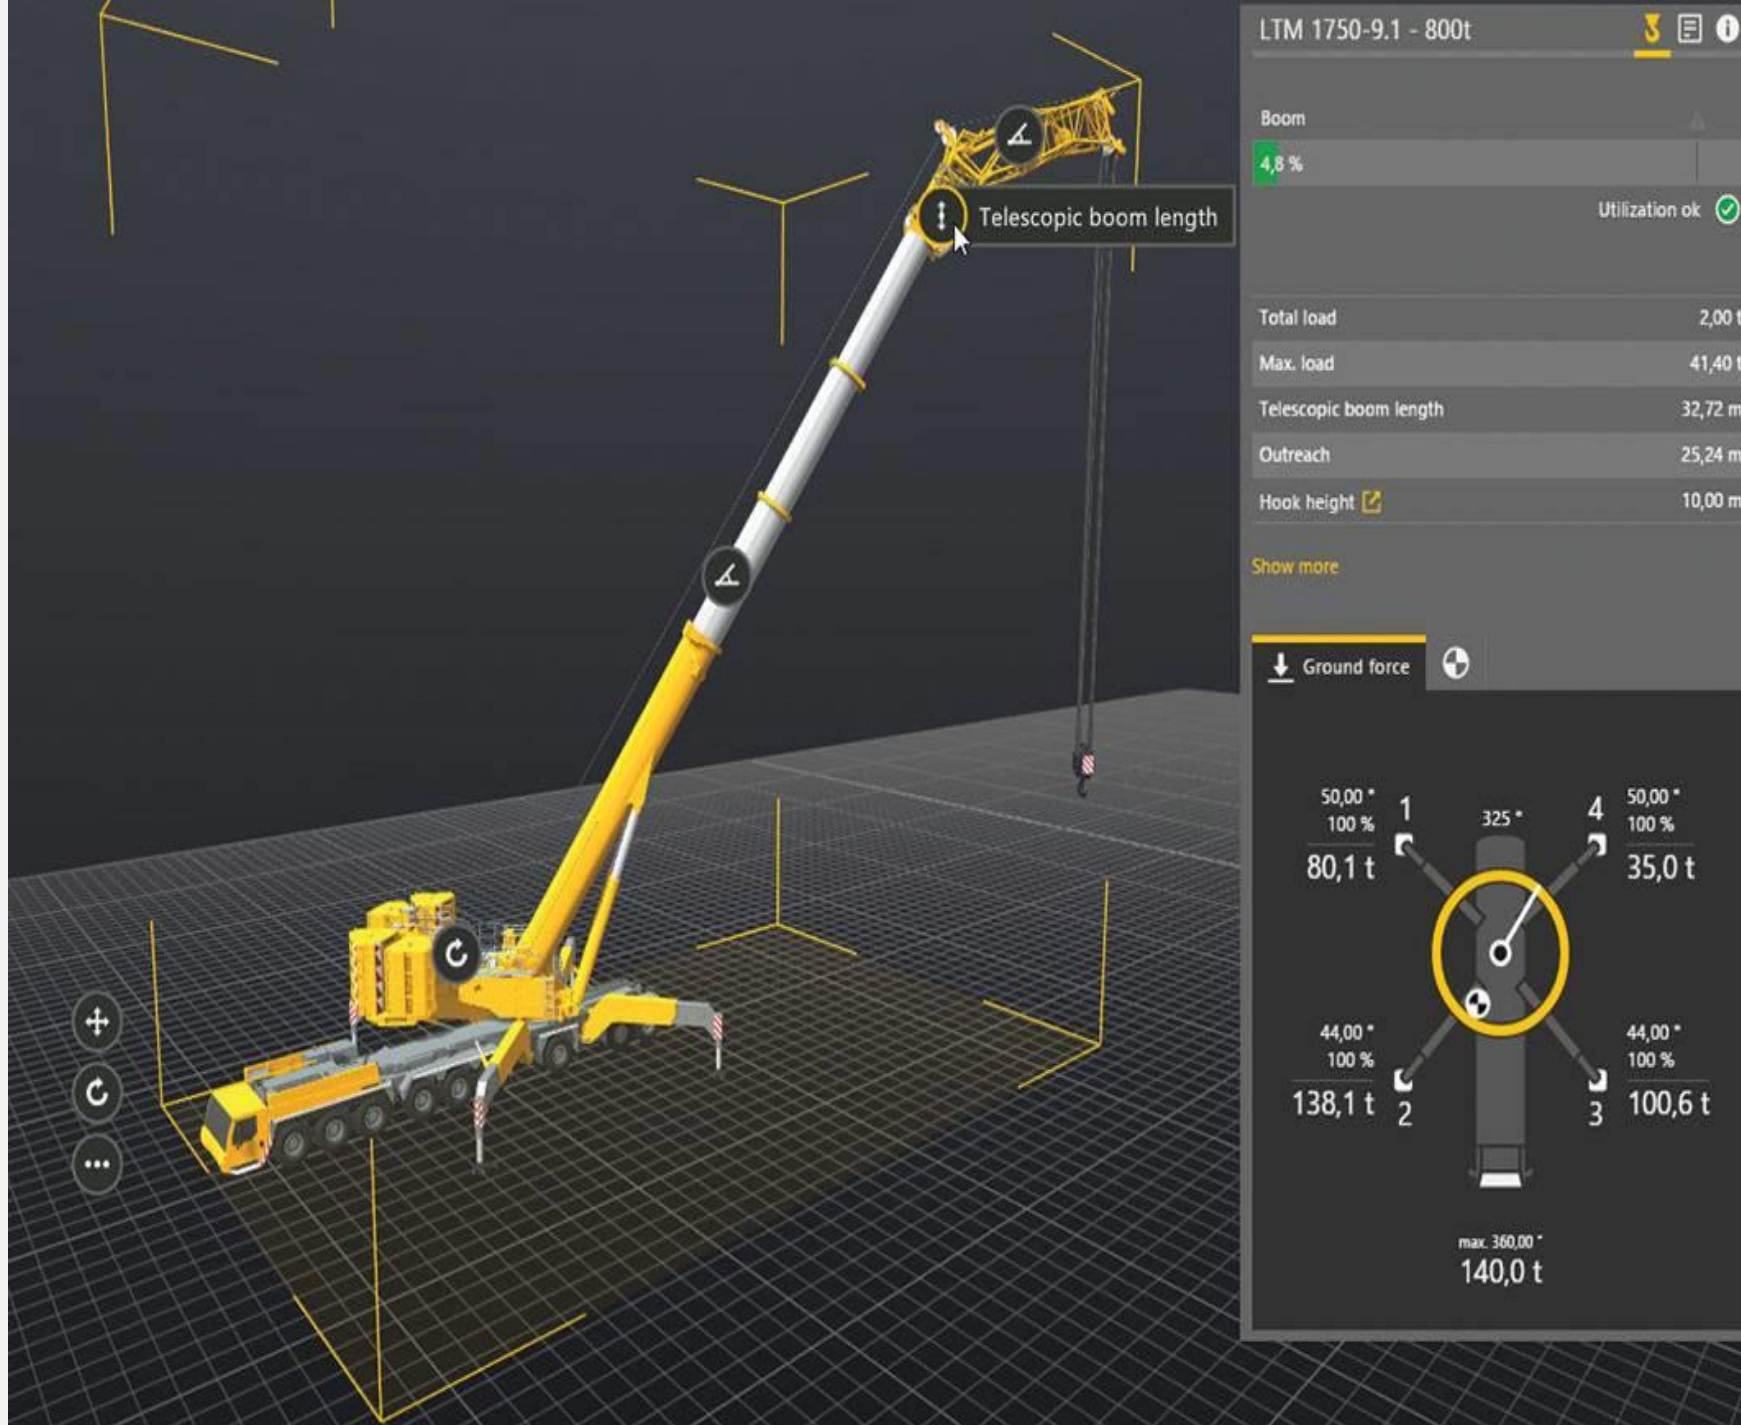 LTM 1750-9.1 - 800t
Boom
4,8 %
Utilization ok
Telescopic boom length
Total load 2,00 t
Max. load 41,40 t
Telescopic boom length 32,72 m
Outreach 25,24 m
Hook height 10,00 m
Show more
Ground force
50,00 °
100 %
80,1 t
1
325 °
4
50,00 °
100 %
35,0 t
44,00 °
100 %
138,1 t
2
3
44,00 °
100 %
100,6 t
max. 360,00 °
140,0 t